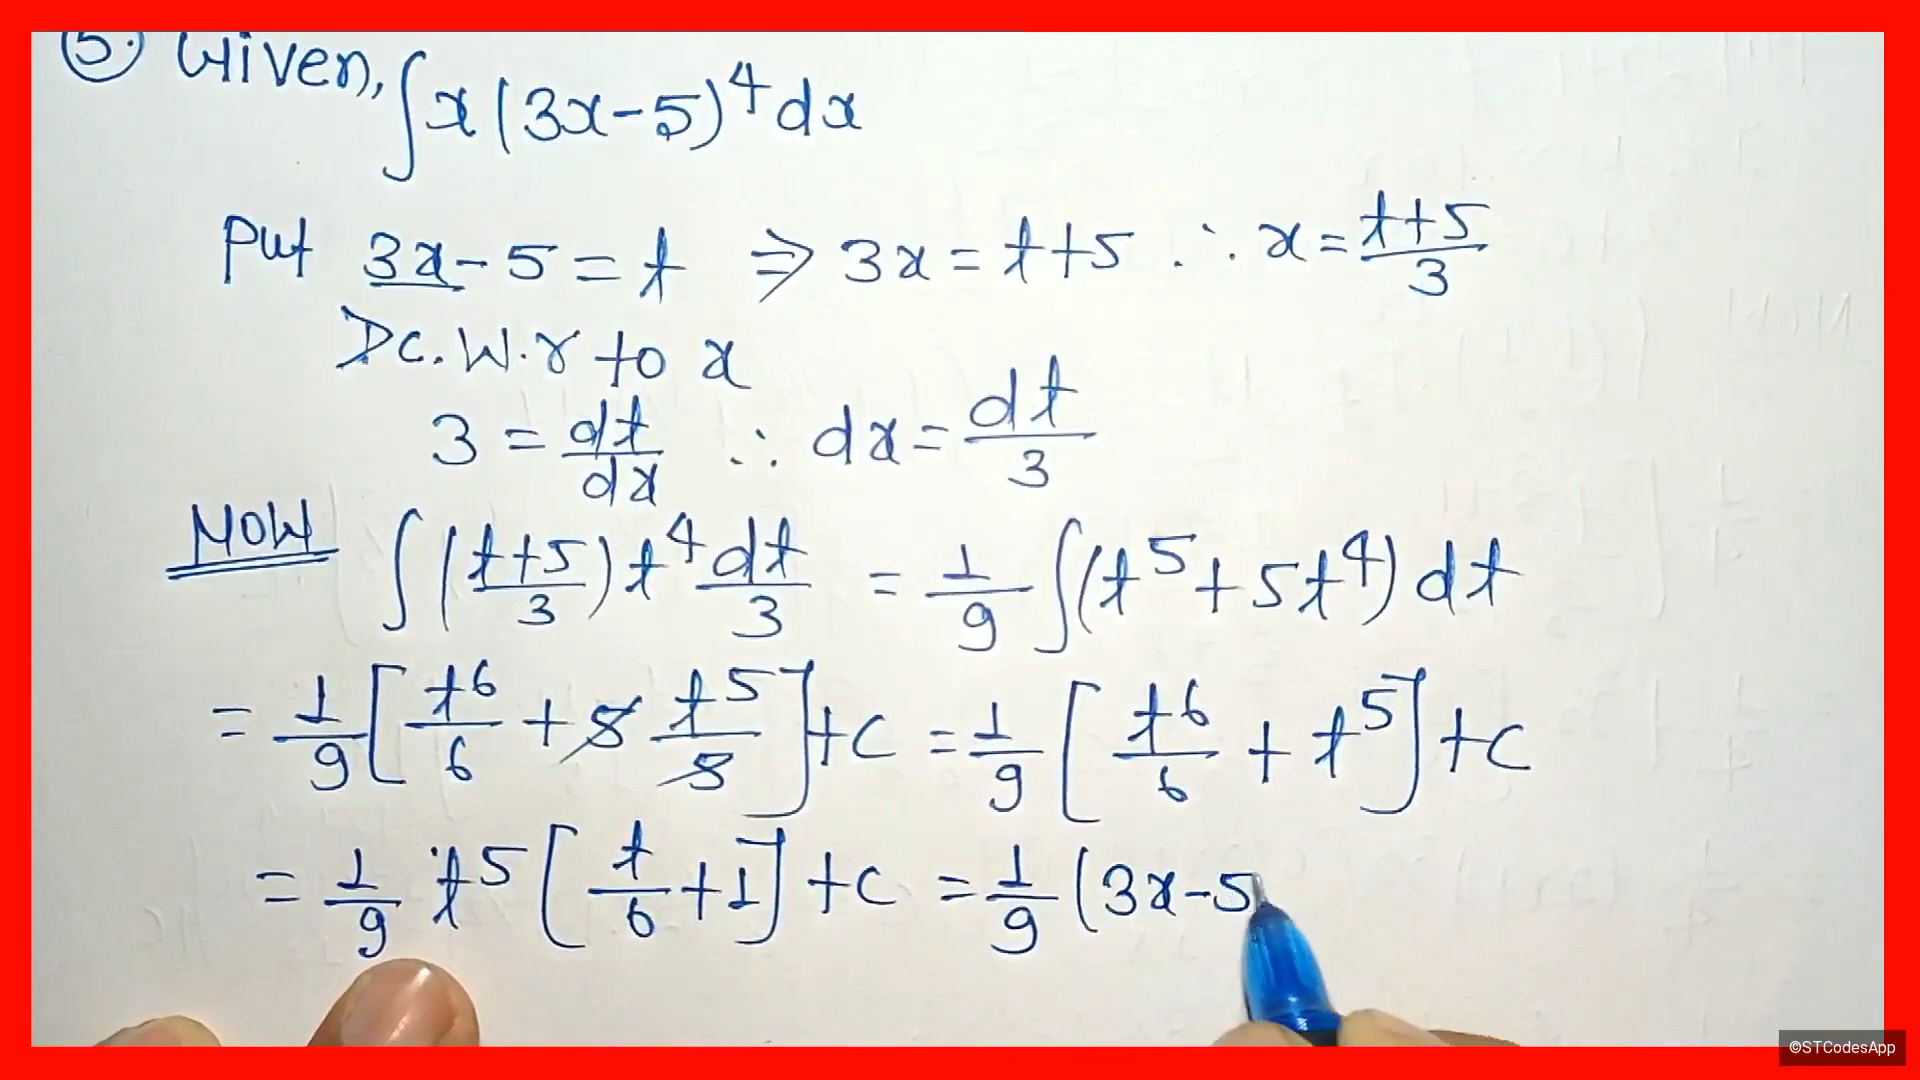 5. Given, ∫x(3x-5)⁴dx
Put 3x-5=t ⇒ 3x=t+5 ∴ x=(t+5)/3
Dc. W.r to x
3 = dt/dx ∴ dx = dt/3
NOW ∫((t+5)/3)t⁴ dt/3 = 1/9 ∫(t⁵+5t⁴)dt
= 1/9 [t⁶/6 + 5 t⁵/5] + c = 1/9 [t⁶/6 + t⁵] + c
= 1/9 t⁵ [t/6 + 1] + c = 1/9 (3x-5
©STCodesApp